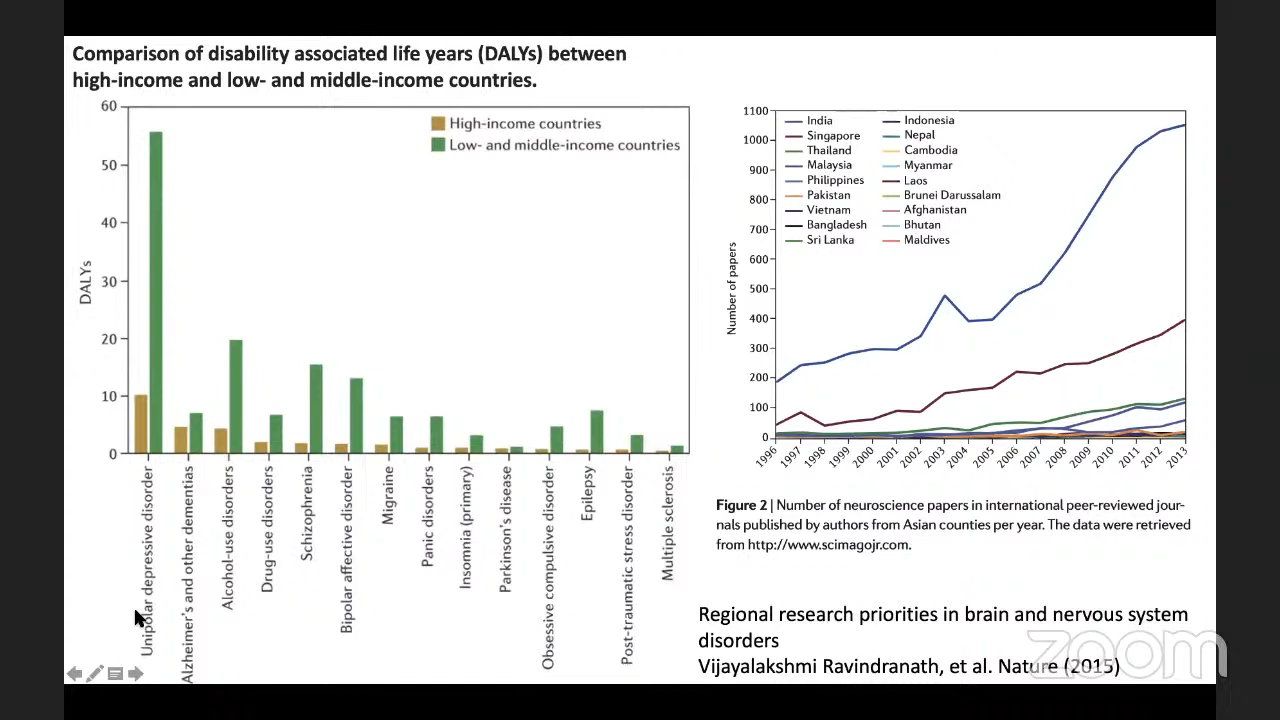 Comparison of disability associated life years (DALYs) between
high-income and low- and middle-income countries.
60
50
40
30
20
10
0
DALYs
High-income countries
Low- and middle-income countries
Unipolar depressive disorder
Alzheimer's and other dementias
Alcohol-use disorders
Drug-use disorders
Schizophrenia
Bipolar affective disorder
Migraine
Panic disorders
Insomnia (primary)
Parkinson's disease
Obsessive compulsive disorder
Epilepsy
Post-traumatic stress disorder
Multiple sclerosis
1100
1000
900
800
700
600
500
400
300
200
100
0
Number of papers
India
Singapore
Thailand
Malaysia
Philippines
Pakistan
Vietnam
Bangladesh
Sri Lanka
Indonesia
Nepal
Cambodia
Myanmar
Laos
Brunei Darussalam
Afghanistan
Bhutan
Maldives
1996
1997
1998
1999
2000
2001
2002
2003
2004
2005
2006
2007
2008
2009
2010
2011
2012
2013
Figure 2 | Number of neuroscience papers in international peer-reviewed jour-
nals published by authors from Asian counties per year. The data were retrieved
from http://www.scimagojr.com.
Regional research priorities in brain and nervous system
disorders
Vijayalakshmi Ravindranath, et al. Nature (2015)
zoom